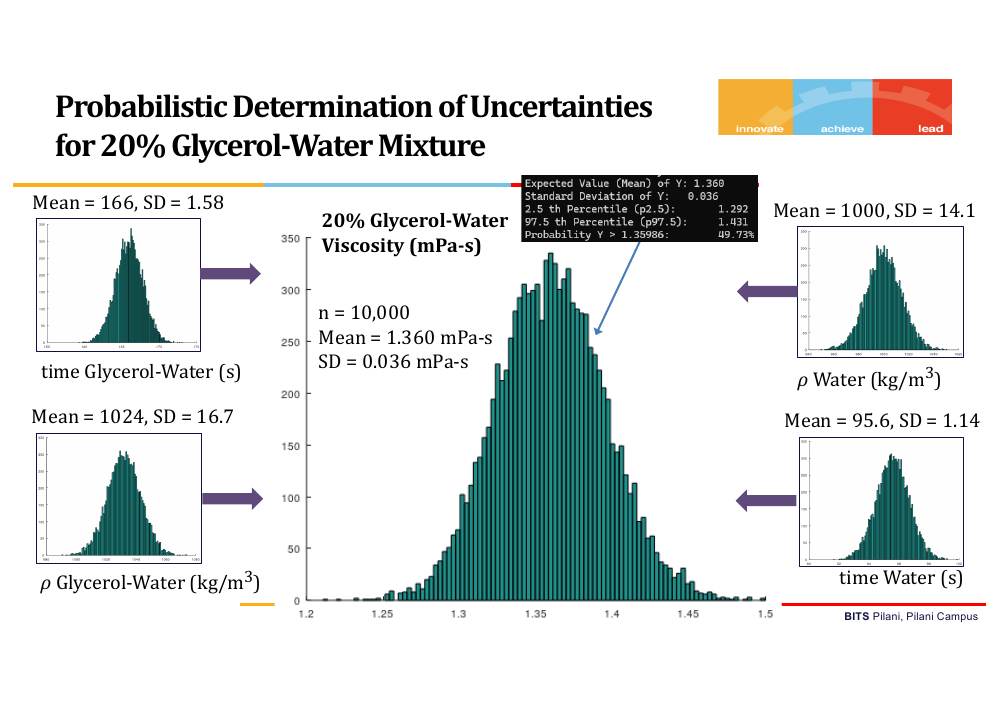 Probabilistic Determination of Uncertainties
for 20% Glycerol-Water Mixture
innovate achieve lead
Expected Value (Mean) of Y: 1.360
Standard Deviation of Y: 0.036
2.5 th Percentile (p2.5): 1.292
97.5 th Percentile (p97.5): 1.431
Probability Y > 1.35986: 49.73%
Mean = 166, SD = 1.58
time Glycerol-Water (s)
Mean = 1024, SD = 16.7
ρ Glycerol-Water (kg/m³)
20% Glycerol-Water
Viscosity (mPa-s)
n = 10,000
Mean = 1.360 mPa-s
SD = 0.036 mPa-s
350
300
250
200
150
100
50
0
1.2 1.25 1.3 1.35 1.4 1.45 1.5
Mean = 1000, SD = 14.1
ρ Water (kg/m³)
Mean = 95.6, SD = 1.14
time Water (s)
BITS Pilani, Pilani Campus